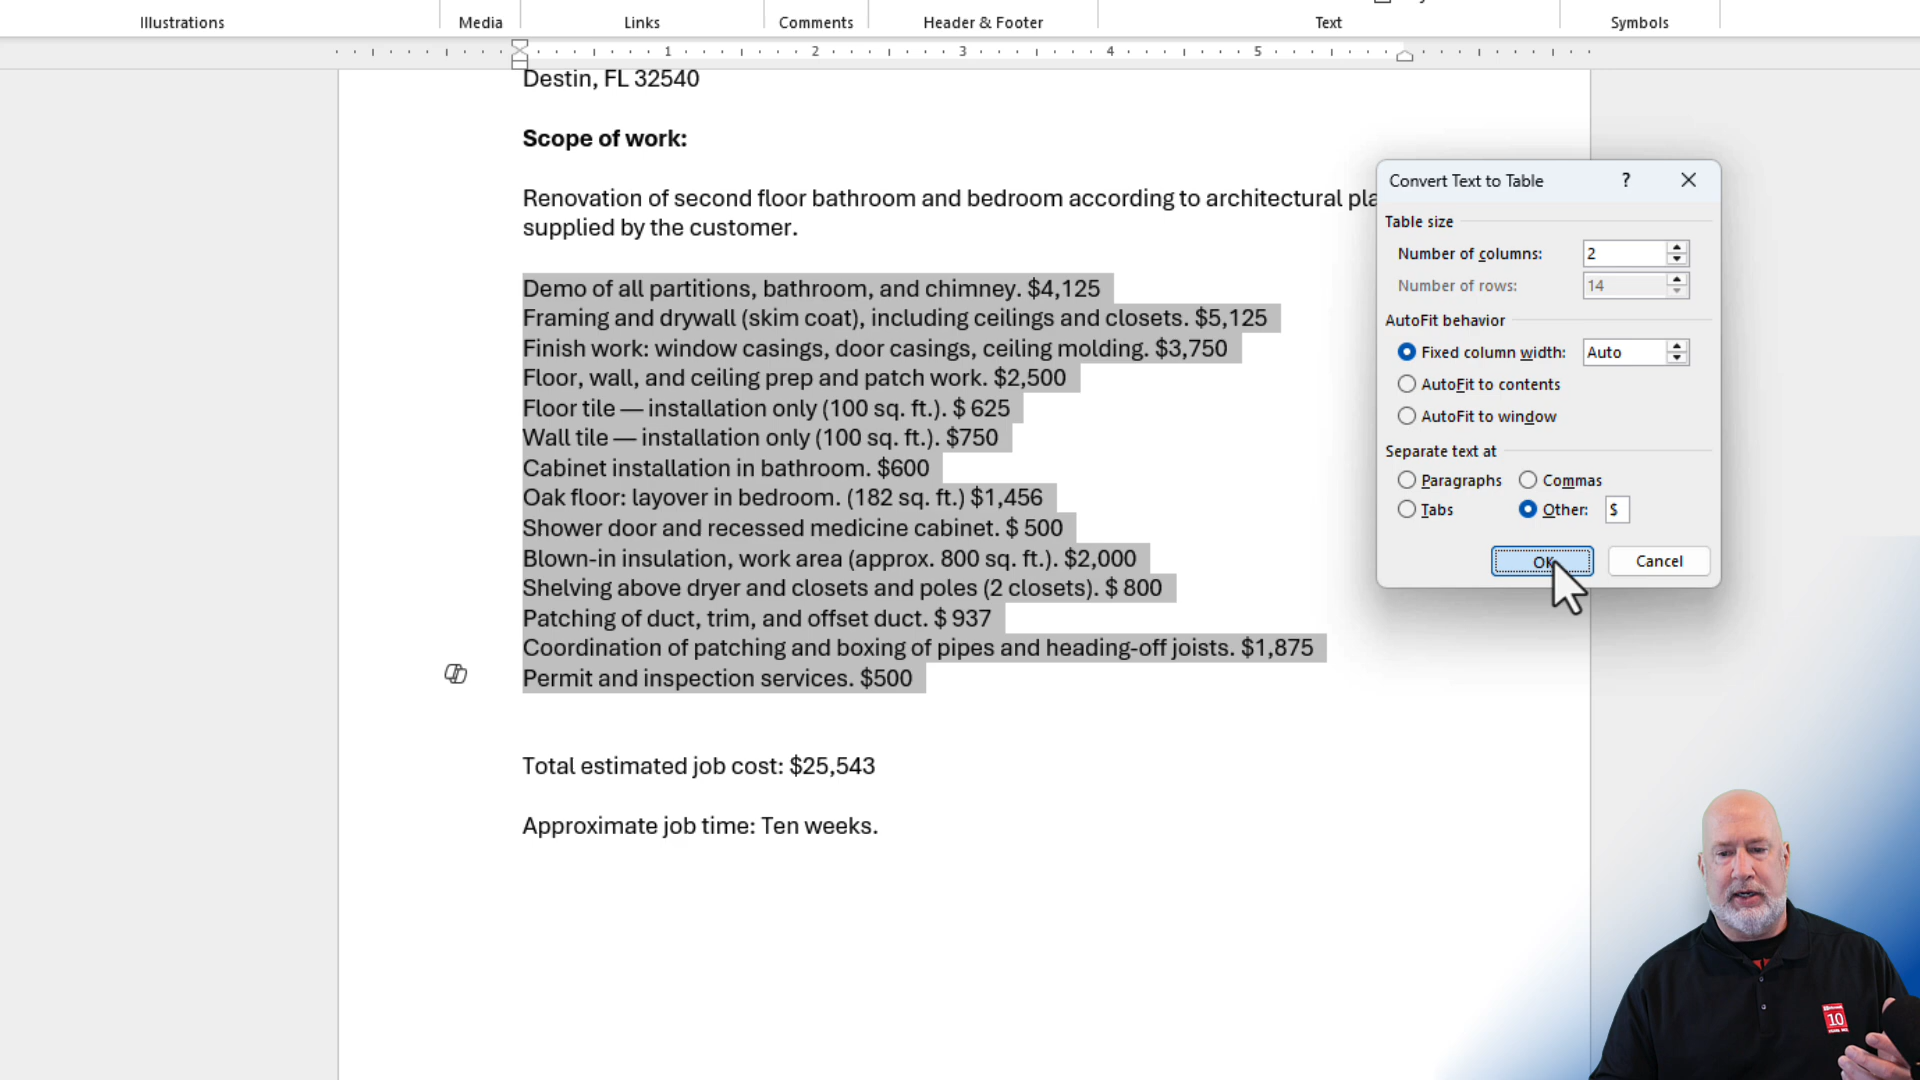 Illustrations Media Links Comments Header & Footer Text Symbols
1 2 3 4 5
Destin, FL 32540
Scope of work:
Renovation of second floor bathroom and bedroom according to architectural pla
supplied by the customer.
Demo of all partitions, bathroom, and chimney. $4,125
Framing and drywall (skim coat), including ceilings and closets. $5,125
Finish work: window casings, door casings, ceiling molding. $3,750
Floor, wall, and ceiling prep and patch work. $2,500
Floor tile — installation only (100 sq. ft.). $ 625
Wall tile — installation only (100 sq. ft.). $750
Cabinet installation in bathroom. $600
Oak floor: layover in bedroom. (182 sq. ft.) $1,456
Shower door and recessed medicine cabinet. $ 500
Blown-in insulation, work area (approx. 800 sq. ft.). $2,000
Shelving above dryer and closets and poles (2 closets). $ 800
Patching of duct, trim, and offset duct. $ 937
Coordination of patching and boxing of pipes and heading-off joists. $1,875
Permit and inspection services. $500
Total estimated job cost: $25,543
Approximate job time: Ten weeks.
Convert Text to Table ?
Table size
Number of columns: 2
Number of rows: 14
AutoFit behavior
Fixed column width: Auto
AutoFit to contents
AutoFit to window
Separate text at
Paragraphs Commas
Tabs Other: $
OK Cancel
10